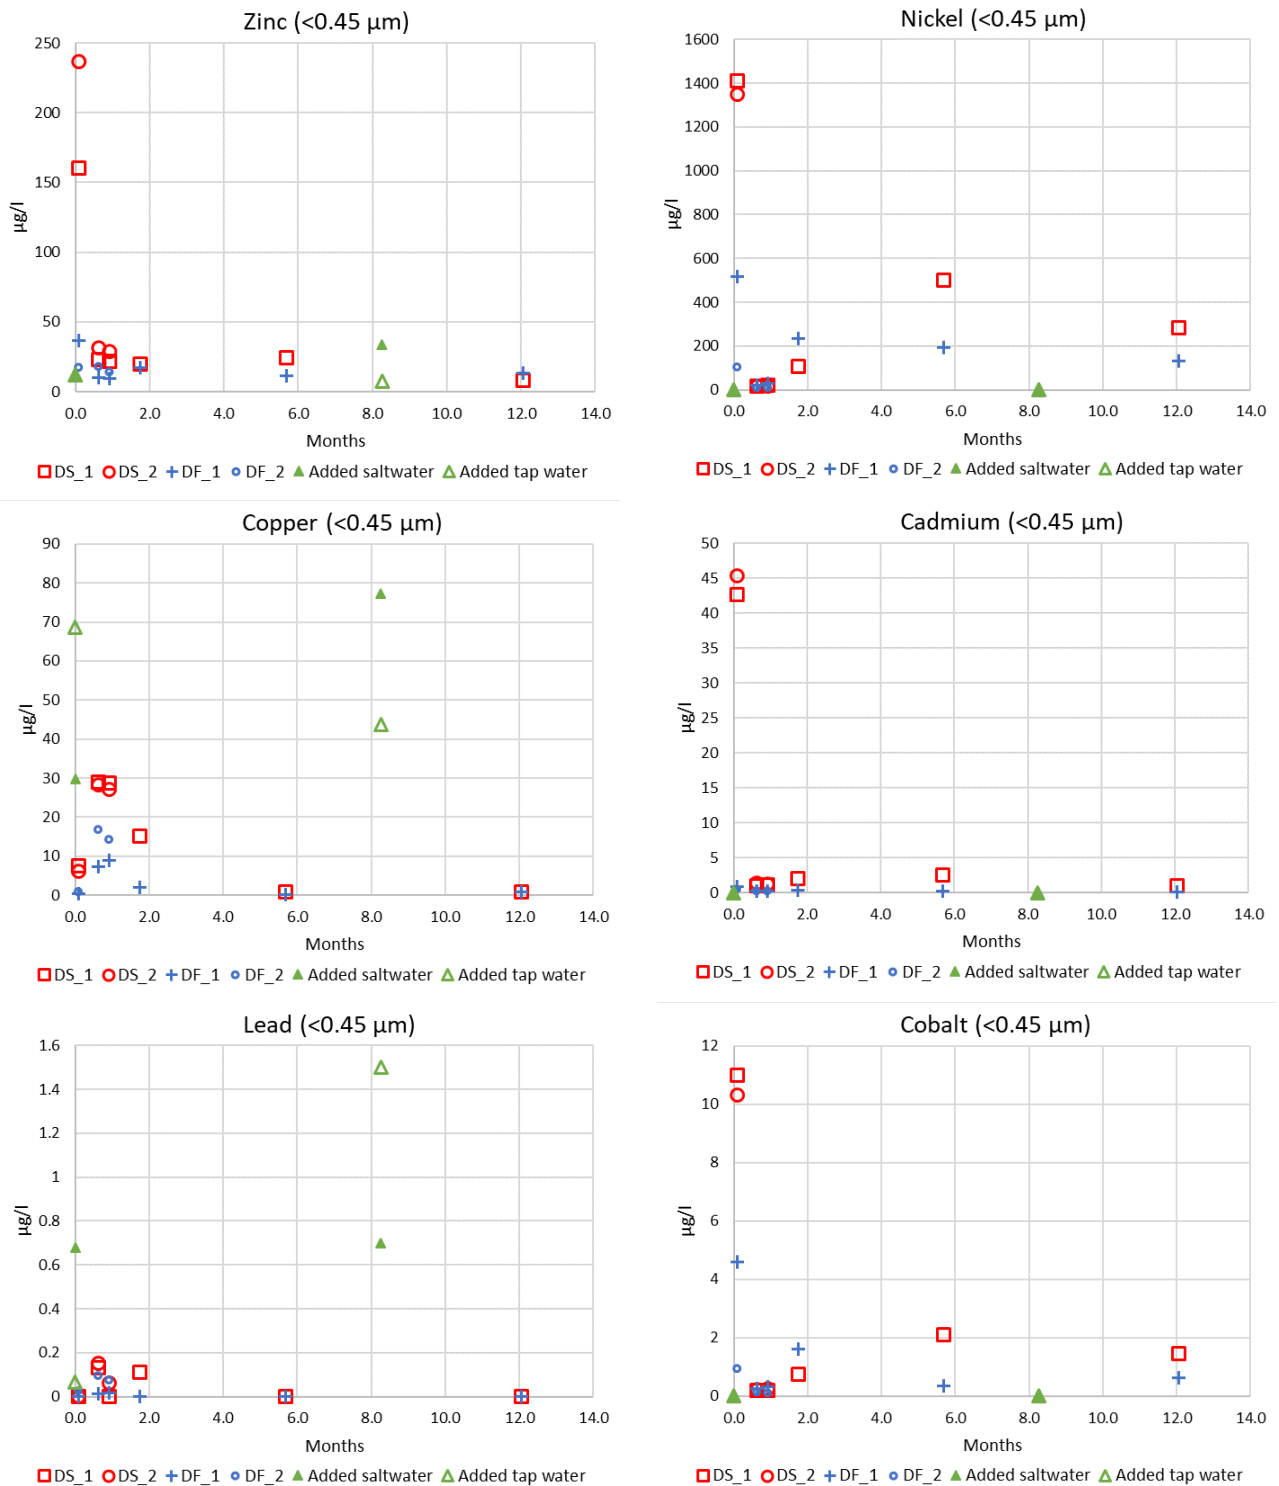 Zinc (<0.45 µm)
250
200
150
100
50
0
µg/l
0.0 2.0 4.0 6.0 8.0 10.0 12.0 14.0
Months
DS_1 DS_2 DF_1 DF_2 Added saltwater Added tap water
Nickel (<0.45 µm)
1600
1400
1200
1000
800
600
400
200
0
µg/l
0.0 2.0 4.0 6.0 8.0 10.0 12.0 14.0
Months
DS_1 DS_2 DF_1 DF_2 Added saltwater Added tap water
Copper (<0.45 µm)
90
80
70
60
50
40
30
20
10
0
µg/l
0.0 2.0 4.0 6.0 8.0 10.0 12.0 14.0
Months
DS_1 DS_2 DF_1 DF_2 Added saltwater Added tap water
Cadmium (<0.45 µm)
50
45
40
35
30
25
20
15
10
5
0
µg/l
0.0 2.0 4.0 6.0 8.0 10.0 12.0 14.0
Months
DS_1 DS_2 DF_1 DF_2 Added saltwater Added tap water
Lead (<0.45 µm)
1.6
1.4
1.2
1
0.8
0.6
0.4
0.2
0
µg/l
0.0 2.0 4.0 6.0 8.0 10.0 12.0 14.0
Months
DS_1 DS_2 DF_1 DF_2 Added saltwater Added tap water
Cobalt (<0.45 µm)
12
10
8
6
4
2
0
µg/l
0.0 2.0 4.0 6.0 8.0 10.0 12.0 14.0
Months
DS_1 DS_2 DF_1 DF_2 Added saltwater Added tap water